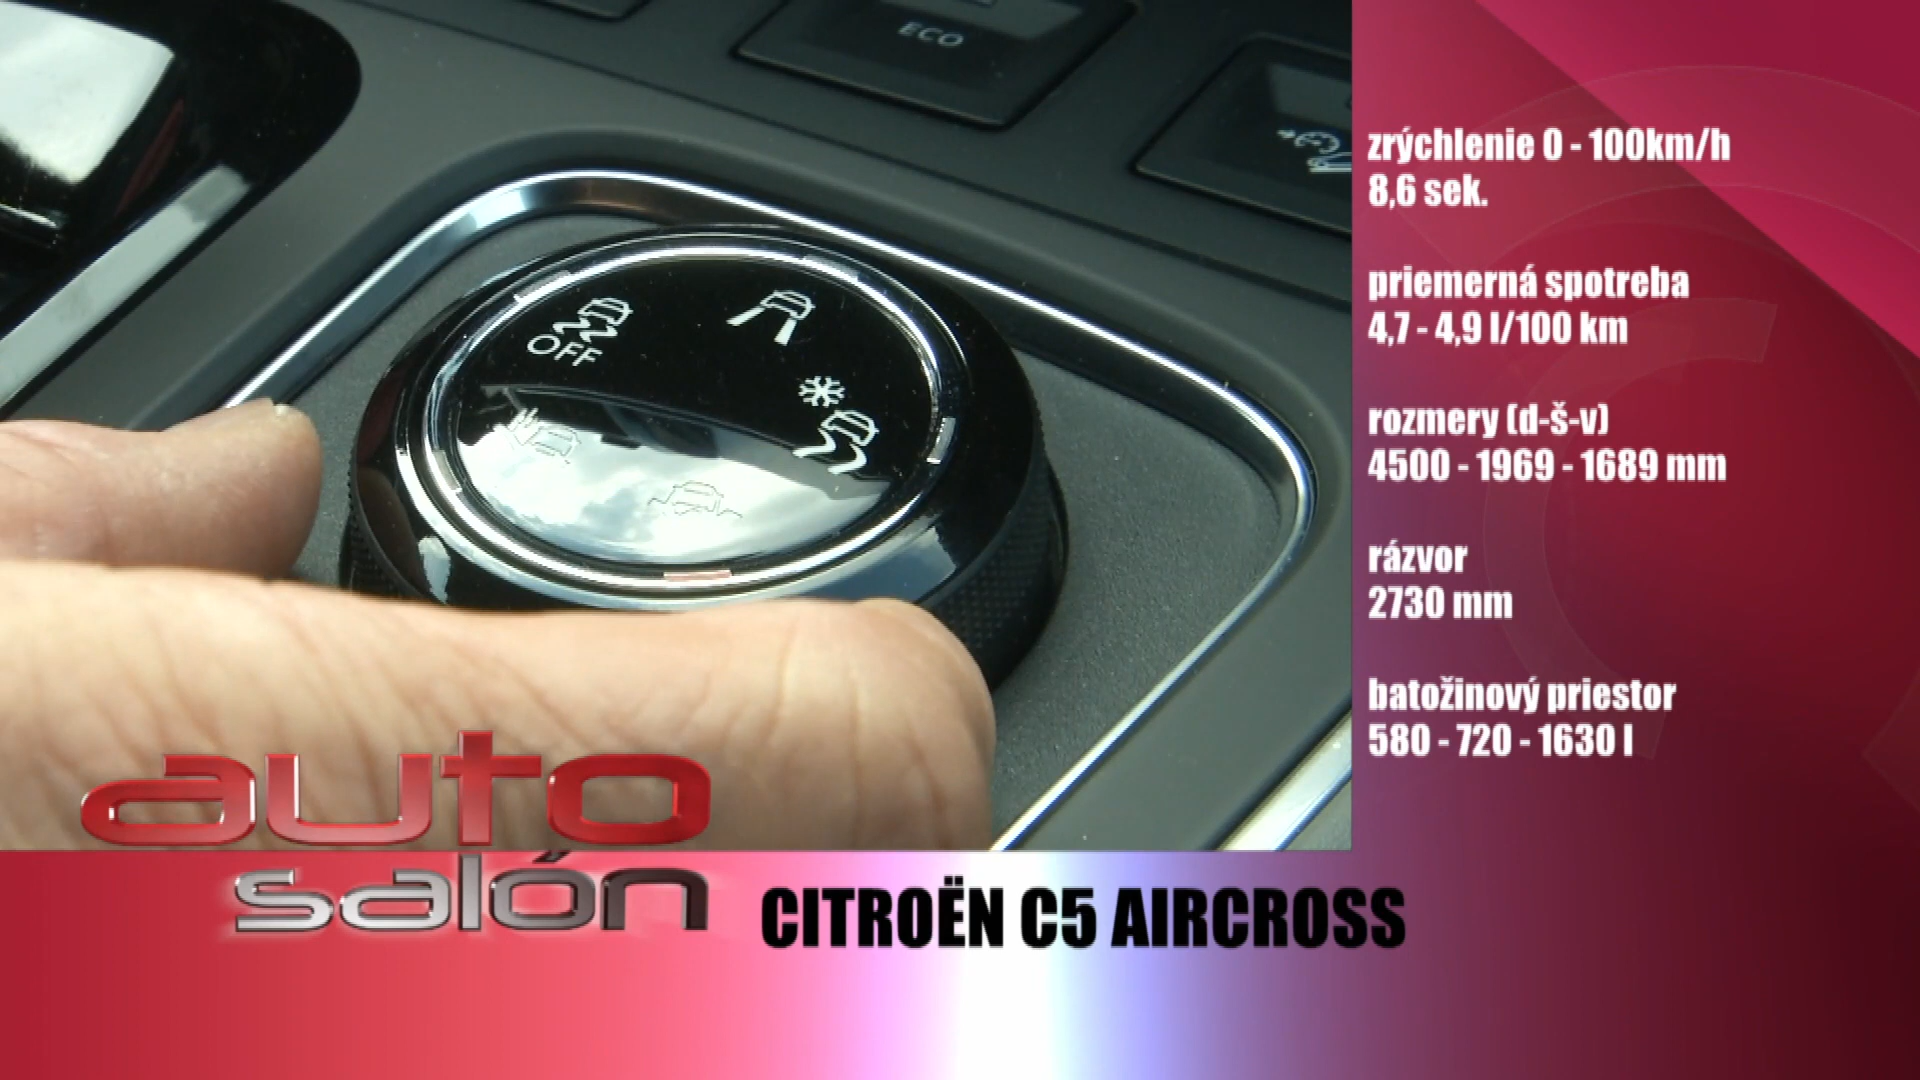 ECO
OFF
zrýchlenie 0 - 100km/h
8,6 sek.
priemerná spotreba
4,7 - 4,9 l/100 km
rozmery (d-š-v)
4500 - 1969 - 1689 mm
rázvor
2730 mm
batožinový priestor
580 - 720 - 1630 l
auto
salón
CITROËN C5 AIRCROSS